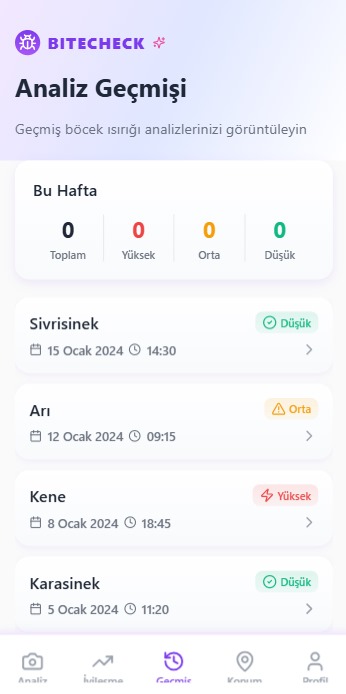 BITECHECK
Analiz Geçmişi
Geçmiş böcek ısırığı analizlerinizi görüntüleyin
Bu Hafta
0 0 0 0
Toplam Yüksek Orta Düşük
Sivrisinek Düşük
15 Ocak 2024 14:30
Arı Orta
12 Ocak 2024 09:15
Kene Yüksek
8 Ocak 2024 18:45
Karasinek Düşük
5 Ocak 2024 11:20
Analiz İyileşme Geçmiş Konum Profil